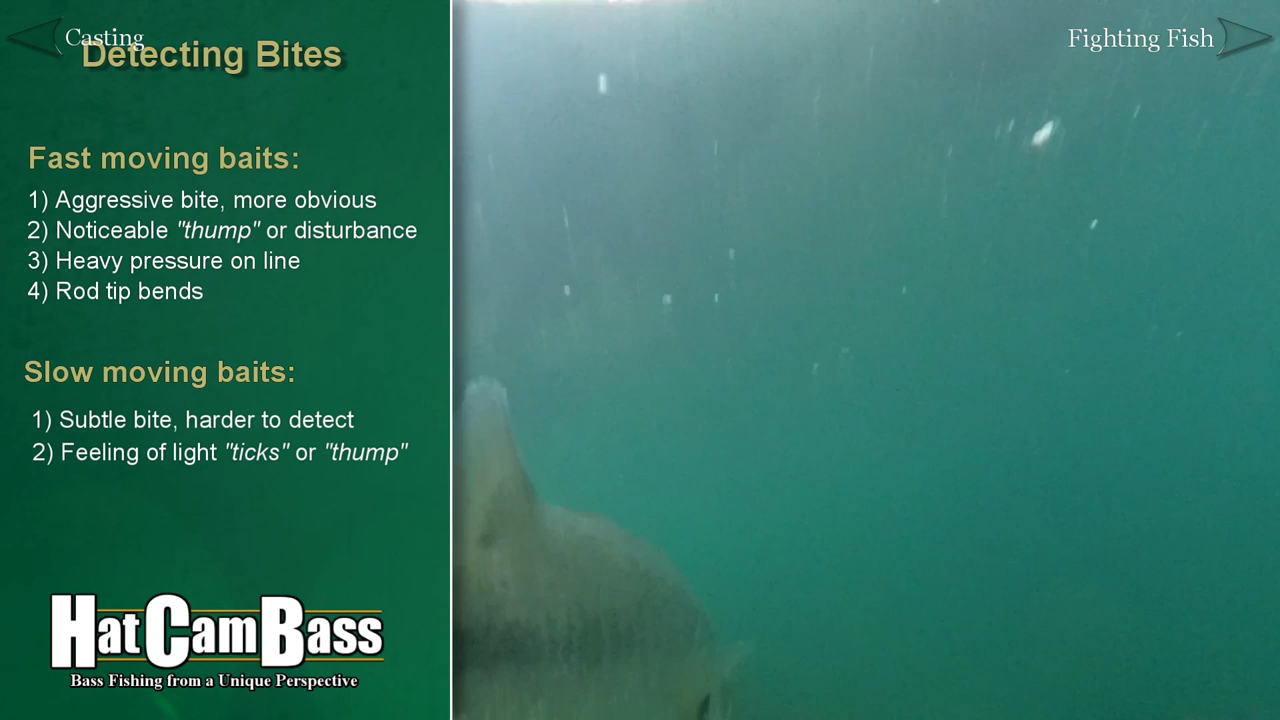 Casting
Fighting Fish
Detecting Bites
Fast moving baits:
1) Aggressive bite, more obvious
2) Noticeable "thump" or disturbance
3) Heavy pressure on line
4) Rod tip bends
Slow moving baits:
1) Subtle bite, harder to detect
2) Feeling of light "ticks" or "thump"
HatCamBass
Bass Fishing from a Unique Perspective